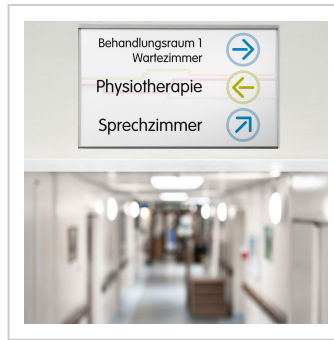 Behandlungsraum 1
Wartezimmer
Physiotherapie
Sprechzimmer